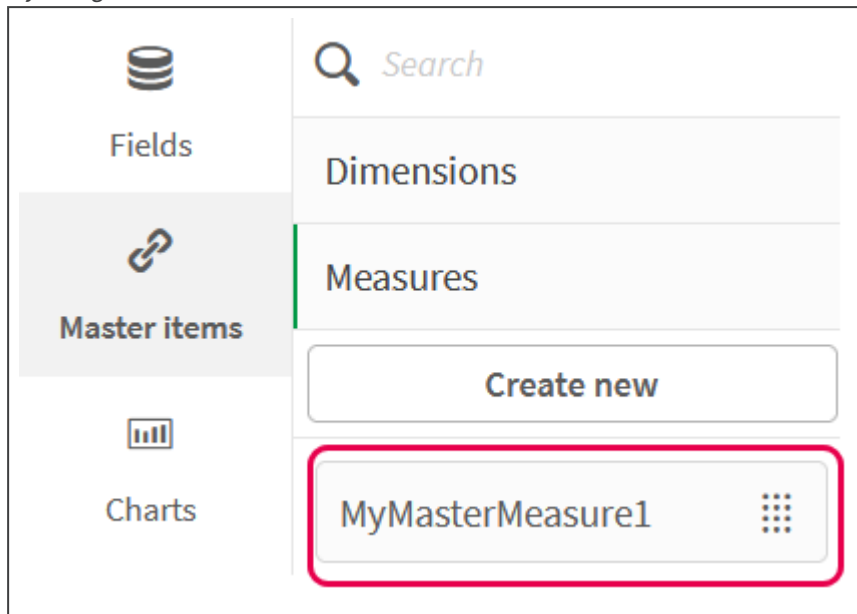 Search
Fields
Dimensions
Measures
Master items
Create new
Charts
MyMasterMeasure1